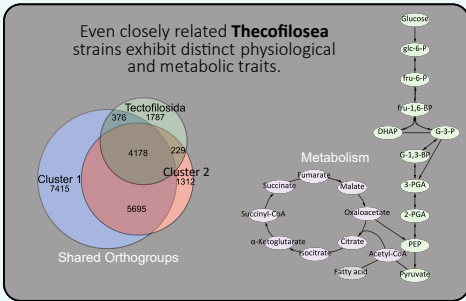 Even closely related Thecofilosea
strains exhibit distinct physiological
and metabolic traits.
Tectofilosida
376
1787
4178
229
Cluster 1
7415
Cluster 2
1312
5695
Shared Orthogroups
Metabolism
Fumarate
Succinate
Malate
Succinyl-CoA
Oxaloacetate
α-Ketoglutarate
Citrate
Isocitrate
Acetyl-CoA
Fatty acid
Glucose
glc-6-P
fru-6-P
fru-1,6-BP
DHAP
G-3-P
G-1,3-BP
3-PGA
2-PGA
PEP
Pyruvate